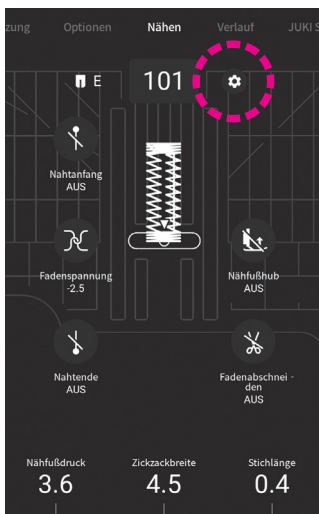 zung Optionen Nähen Verlauf JUKI S
E 101
Nahtanfang
AUS
Fadenspannung
-2.5
Nähfußhub
AUS
Nahtende
AUS
Fadenabschnei -
den
AUS
Nähfußdruck Zickzackbreite Stichlänge
3.6 4.5 0.4